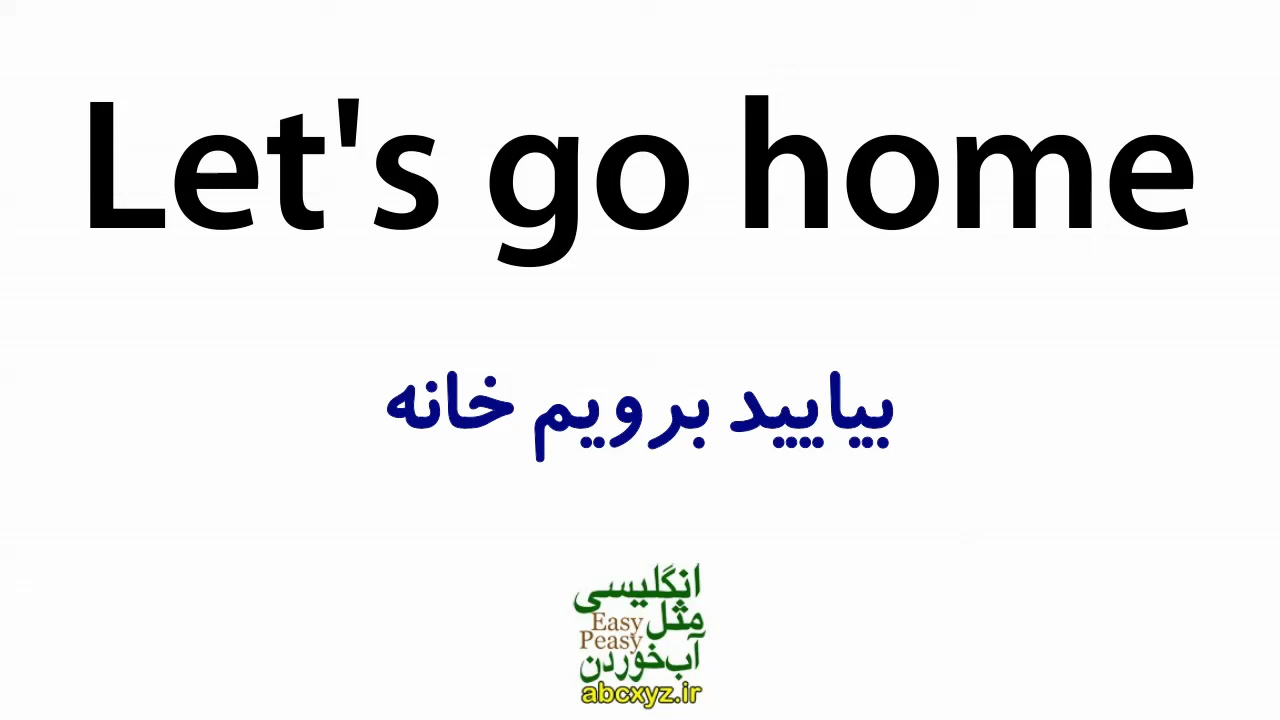 Let's go home
بیایید برویم خانه
انگلیسی
مثل
Easy
Peasy
آب‌خوردن
abcxyz.ir